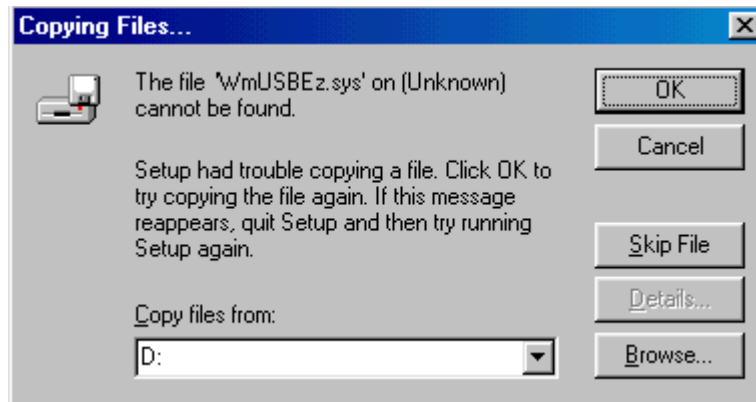 Copying Files...
The file 'WmUSBEz.sys' on (Unknown)
cannot be found.
Setup had trouble copying a file. Click OK to
try copying the file again. If this message
reappears, quit Setup and then try running
Setup again.
Copy files from:
D:
OK
Cancel
Skip File
Details...
Browse...